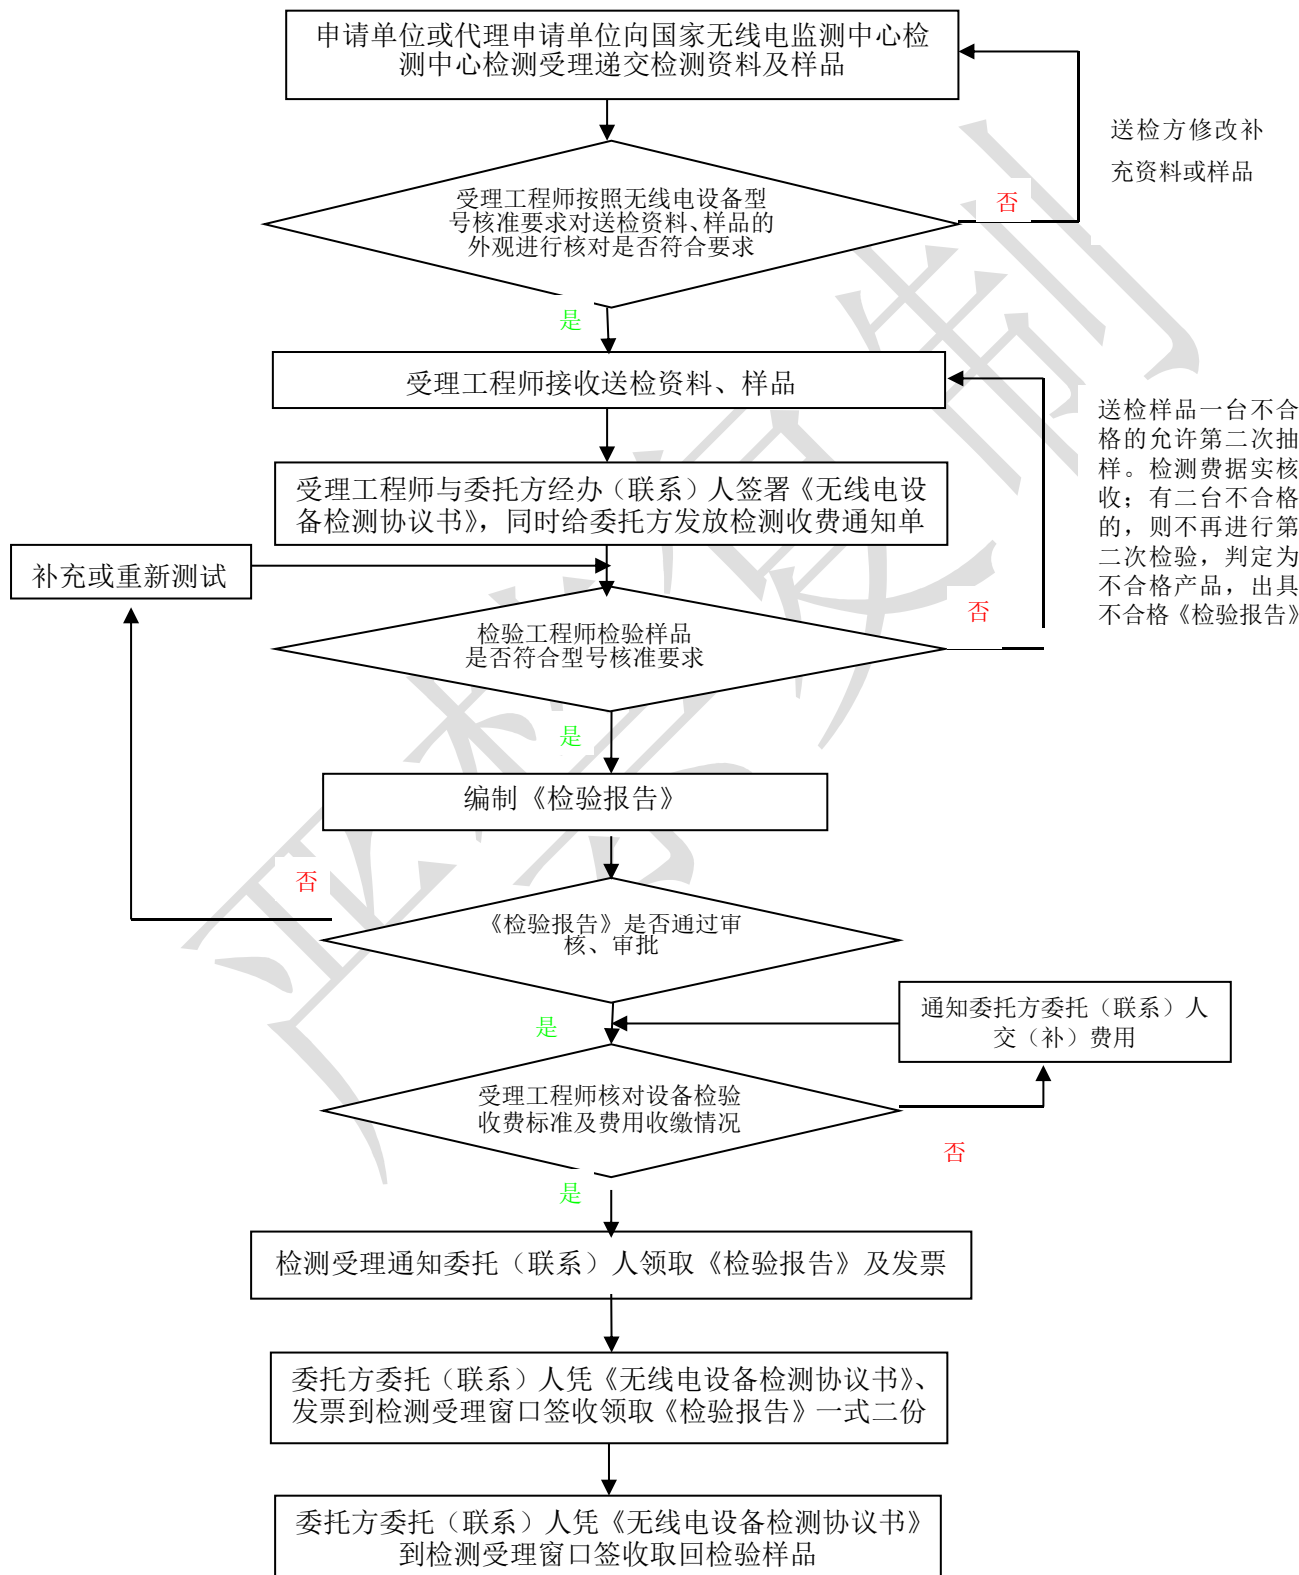 申请单位或代理申请单位向国家无线电监测中心检
测中心检测受理递交检测资料及样品
送检方修改补
充资料或样品
受理工程师按照无线电设备型
号核准要求对送检资料、样品的
外观进行核对是否符合要求
否
是
受理工程师接收送检资料、样品
送检样品一台不合
格的允许第二次抽
样。检测费据实核
收；有二台不合格
的，则不再进行第
二次检验，判定为
不合格产品，出具
不合格《检验报告》
受理工程师与委托方经办（联系）人签署《无线电设
备检测协议书》，同时给委托方发放检测收费通知单
补充或重新测试
检验工程师检验样品
是否符合型号核准要求
否
是
编制《检验报告》
否
《检验报告》是否通过审
核、审批
是
通知委托方委托（联系）人
交（补）费用
受理工程师核对设备检验
收费标准及费用收缴情况
否
是
检测受理通知委托（联系）人领取《检验报告》及发票
委托方委托（联系）人凭《无线电设备检测协议书》、
发票到检测受理窗口签收领取《检验报告》一式二份
委托方委托（联系）人凭《无线电设备检测协议书》
到检测受理窗口签收取回检验样品
严禁复制